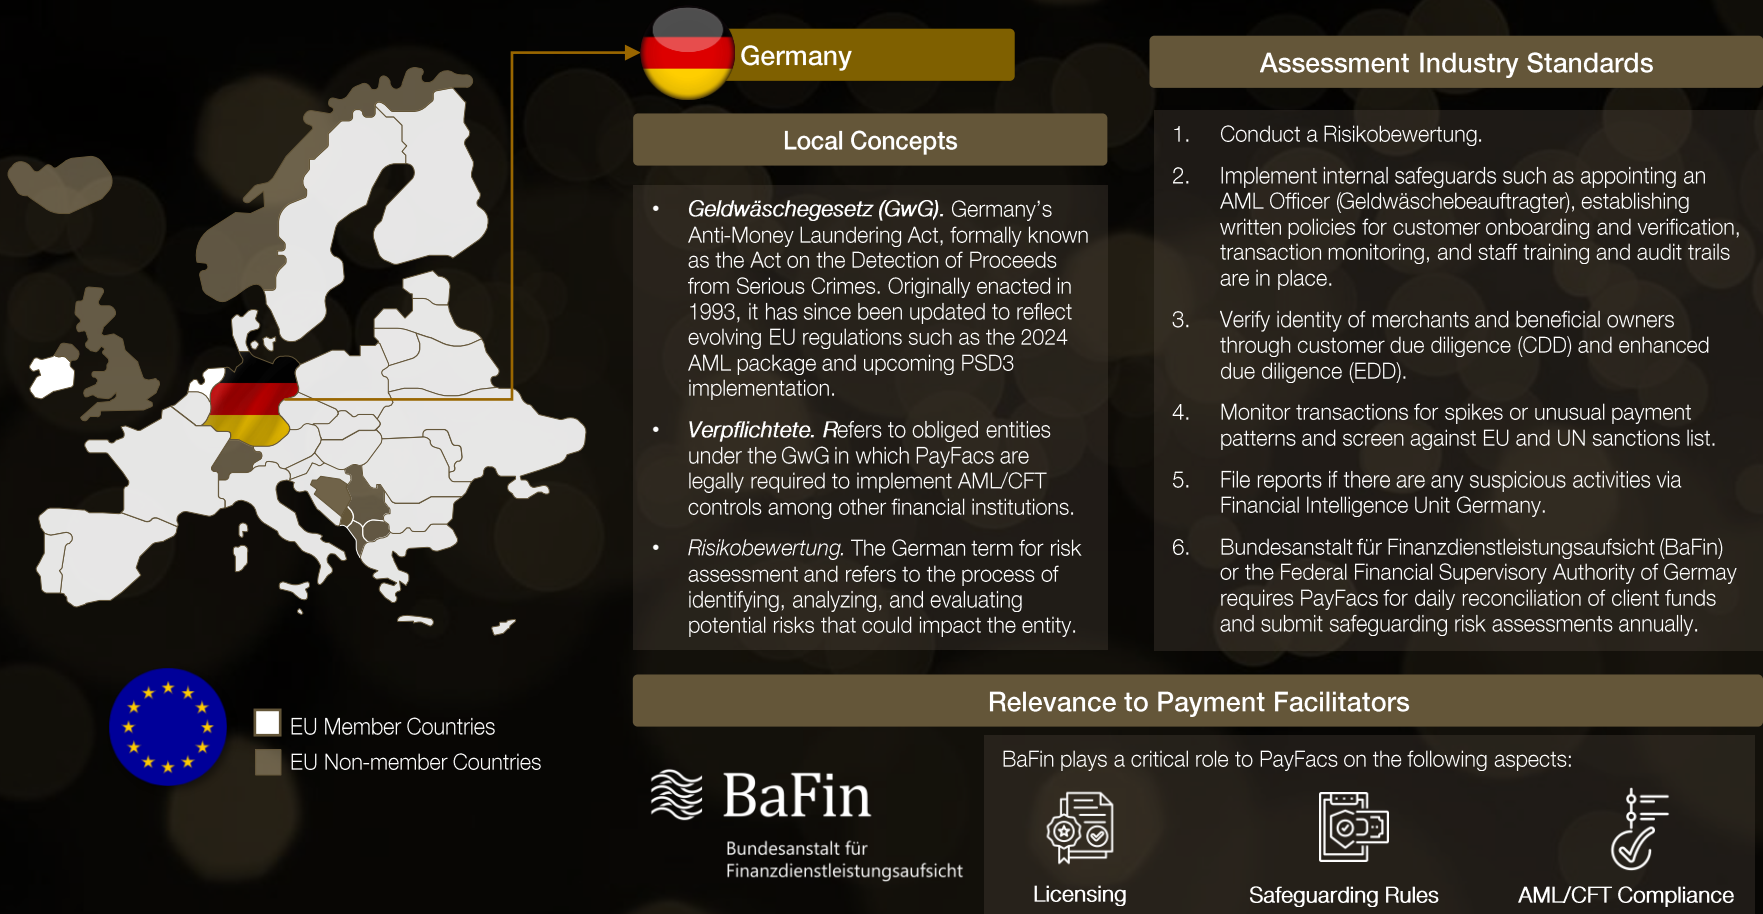 Germany
Local Concepts
• Geldwäschegesetz (GwG). Germany's
Anti-Money Laundering Act, formally known
as the Act on the Detection of Proceeds
from Serious Crimes. Originally enacted in
1993, it has since been updated to reflect
evolving EU regulations such as the 2024
AML package and upcoming PSD3
implementation.
• Verpflichtete. Refers to obliged entities
under the GwG in which PayFacs are
legally required to implement AML/CFT
controls among other financial institutions.
• Risikobewertung. The German term for risk
assessment and refers to the process of
identifying, analyzing, and evaluating
potential risks that could impact the entity.
Assessment Industry Standards
1. Conduct a Risikobewertung.
2. Implement internal safeguards such as appointing an
AML Officer (Geldwäschebeauftragter), establishing
written policies for customer onboarding and verification,
transaction monitoring, and staff training and audit trails
are in place.
3. Verify identity of merchants and beneficial owners
through customer due diligence (CDD) and enhanced
due diligence (EDD).
4. Monitor transactions for spikes or unusual payment
patterns and screen against EU and UN sanctions list.
5. File reports if there are any suspicious activities via
Financial Intelligence Unit Germany.
6. Bundesanstalt für Finanzdienstleistungsaufsicht (BaFin)
or the Federal Financial Supervisory Authority of Germay
requires PayFacs for daily reconciliation of client funds
and submit safeguarding risk assessments annually.
EU Member Countries
EU Non-member Countries
Relevance to Payment Facilitators
BaFin
Bundesanstalt für
Finanzdienstleistungsaufsicht
BaFin plays a critical role to PayFacs on the following aspects:
Licensing
Safeguarding Rules
AML/CFT Compliance